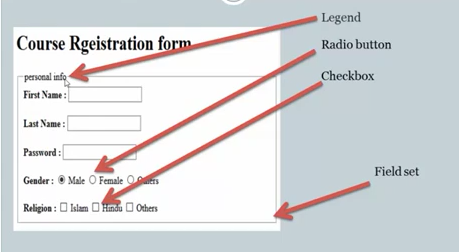 Legend
Course Rgeistration form
Radio button
personal info
Checkbox
First Name :
Last Name :
Password :
Field set
Gender : Male Female Others
Religion : Islam Hindu Others